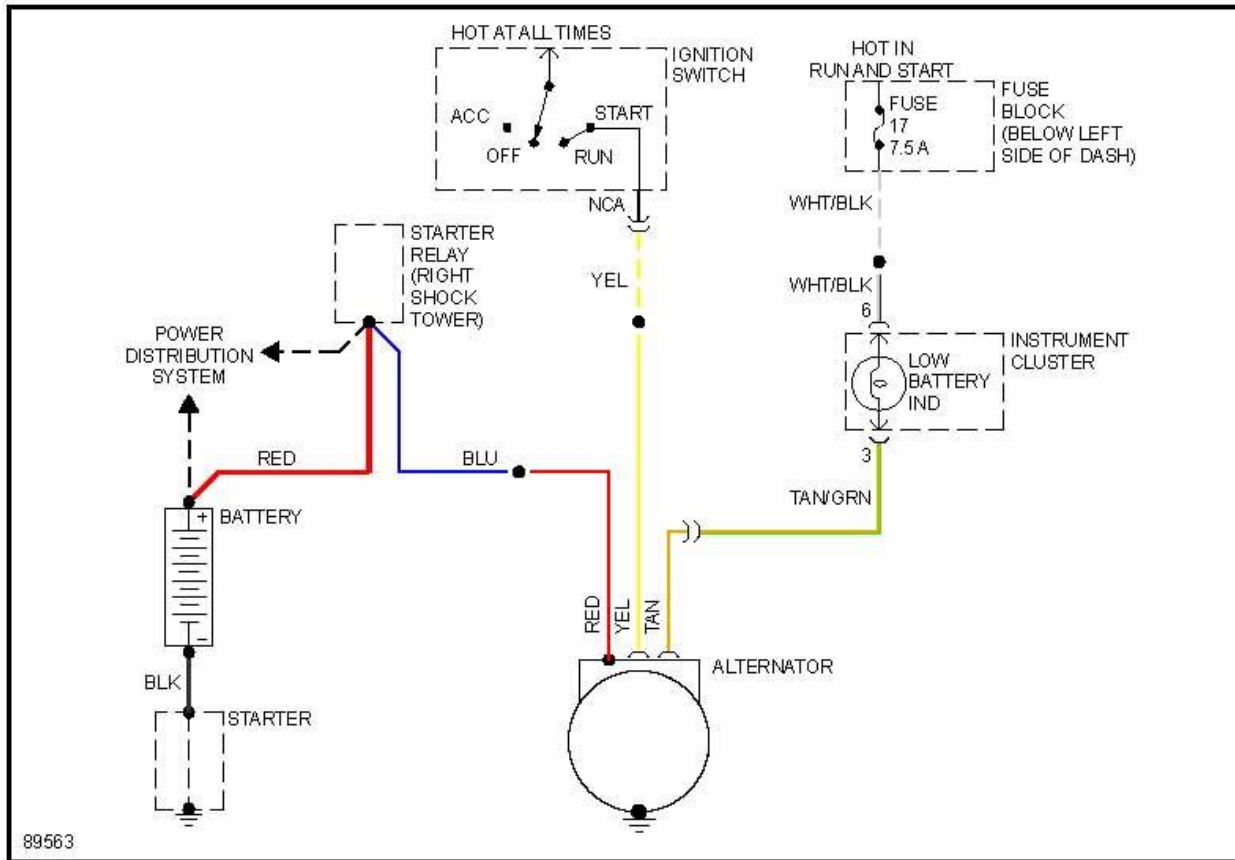 HOT AT ALL TIMES
IGNITION
SWITCH
ACC
START
OFF
RUN
NCA
HOT IN
RUN AND START
FUSE
17
7.5 A
FUSE
BLOCK
(BELOW LEFT
SIDE OF DASH)
WHT/BLK
WHT/BLK
6
INSTRUMENT
CLUSTER
LOW
BATTERY
IND
3
TAN/GRN
STARTER
RELAY
(RIGHT
SHOCK
TOWER)
YEL
POWER
DISTRIBUTION
SYSTEM
RED
BLU
+
BATTERY
-
BLK
STARTER
RED
YEL
TAN
ALTERNATOR
89563